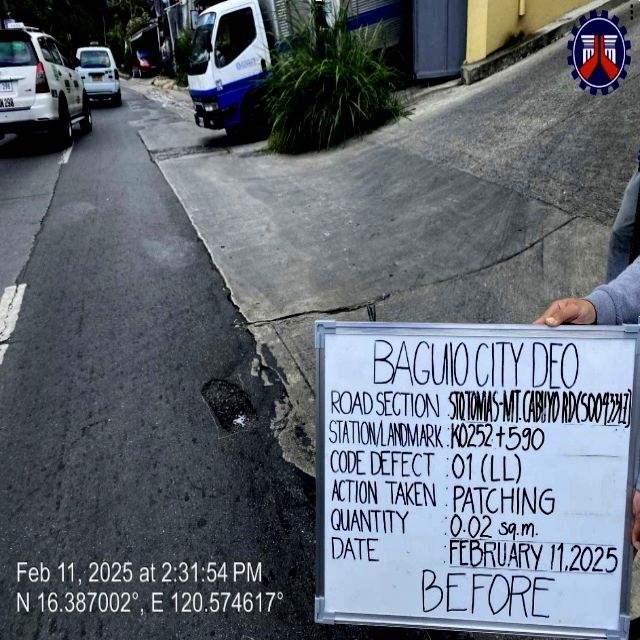 BAGUIO CITY DEO
ROAD SECTION : STO.TOMAS-MT.CABUYO RD.
STATION/LANDMARK : K0252+590
CODE DEFECT : 01 (LL)
ACTION TAKEN : PATCHING
QUANTITY : 0.02 sq.m.
DATE : FEBRUARY 11,2025
BEFORE
Feb 11, 2025 at 2:31:54 PM
N 16.387002°, E 120.574617°